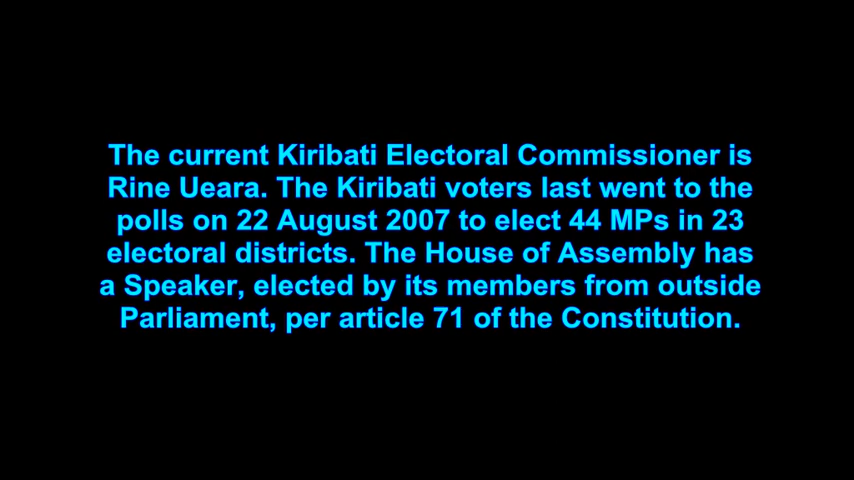 The current Kiribati Electoral Commissioner is
Rine Ueara. The Kiribati voters last went to the
polls on 22 August 2007 to elect 44 MPs in 23
electoral districts. The House of Assembly has
a Speaker, elected by its members from outside
Parliament, per article 71 of the Constitution.